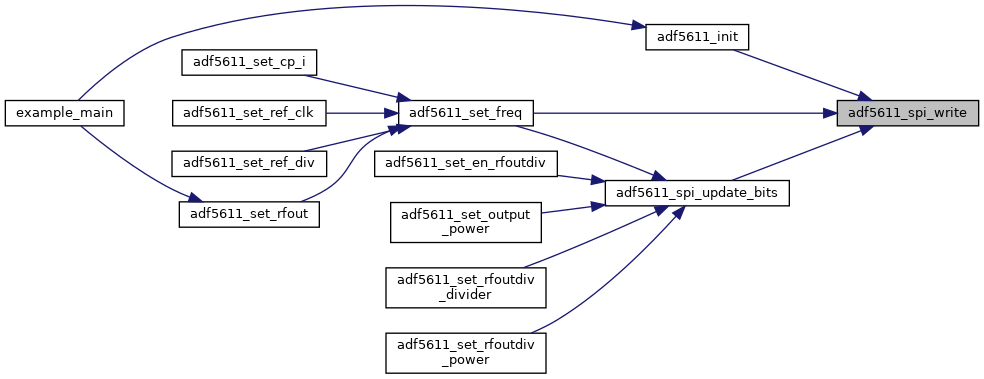 adf5611_init
adf5611_set_cp_i
example_main
adf5611_set_ref_clk
adf5611_set_freq
adf5611_spi_write
adf5611_set_ref_div
adf5611_set_en_rfoutdiv
adf5611_spi_update_bits
adf5611_set_rfout
adf5611_set_output
_power
adf5611_set_rfoutdiv
_divider
adf5611_set_rfoutdiv
_power